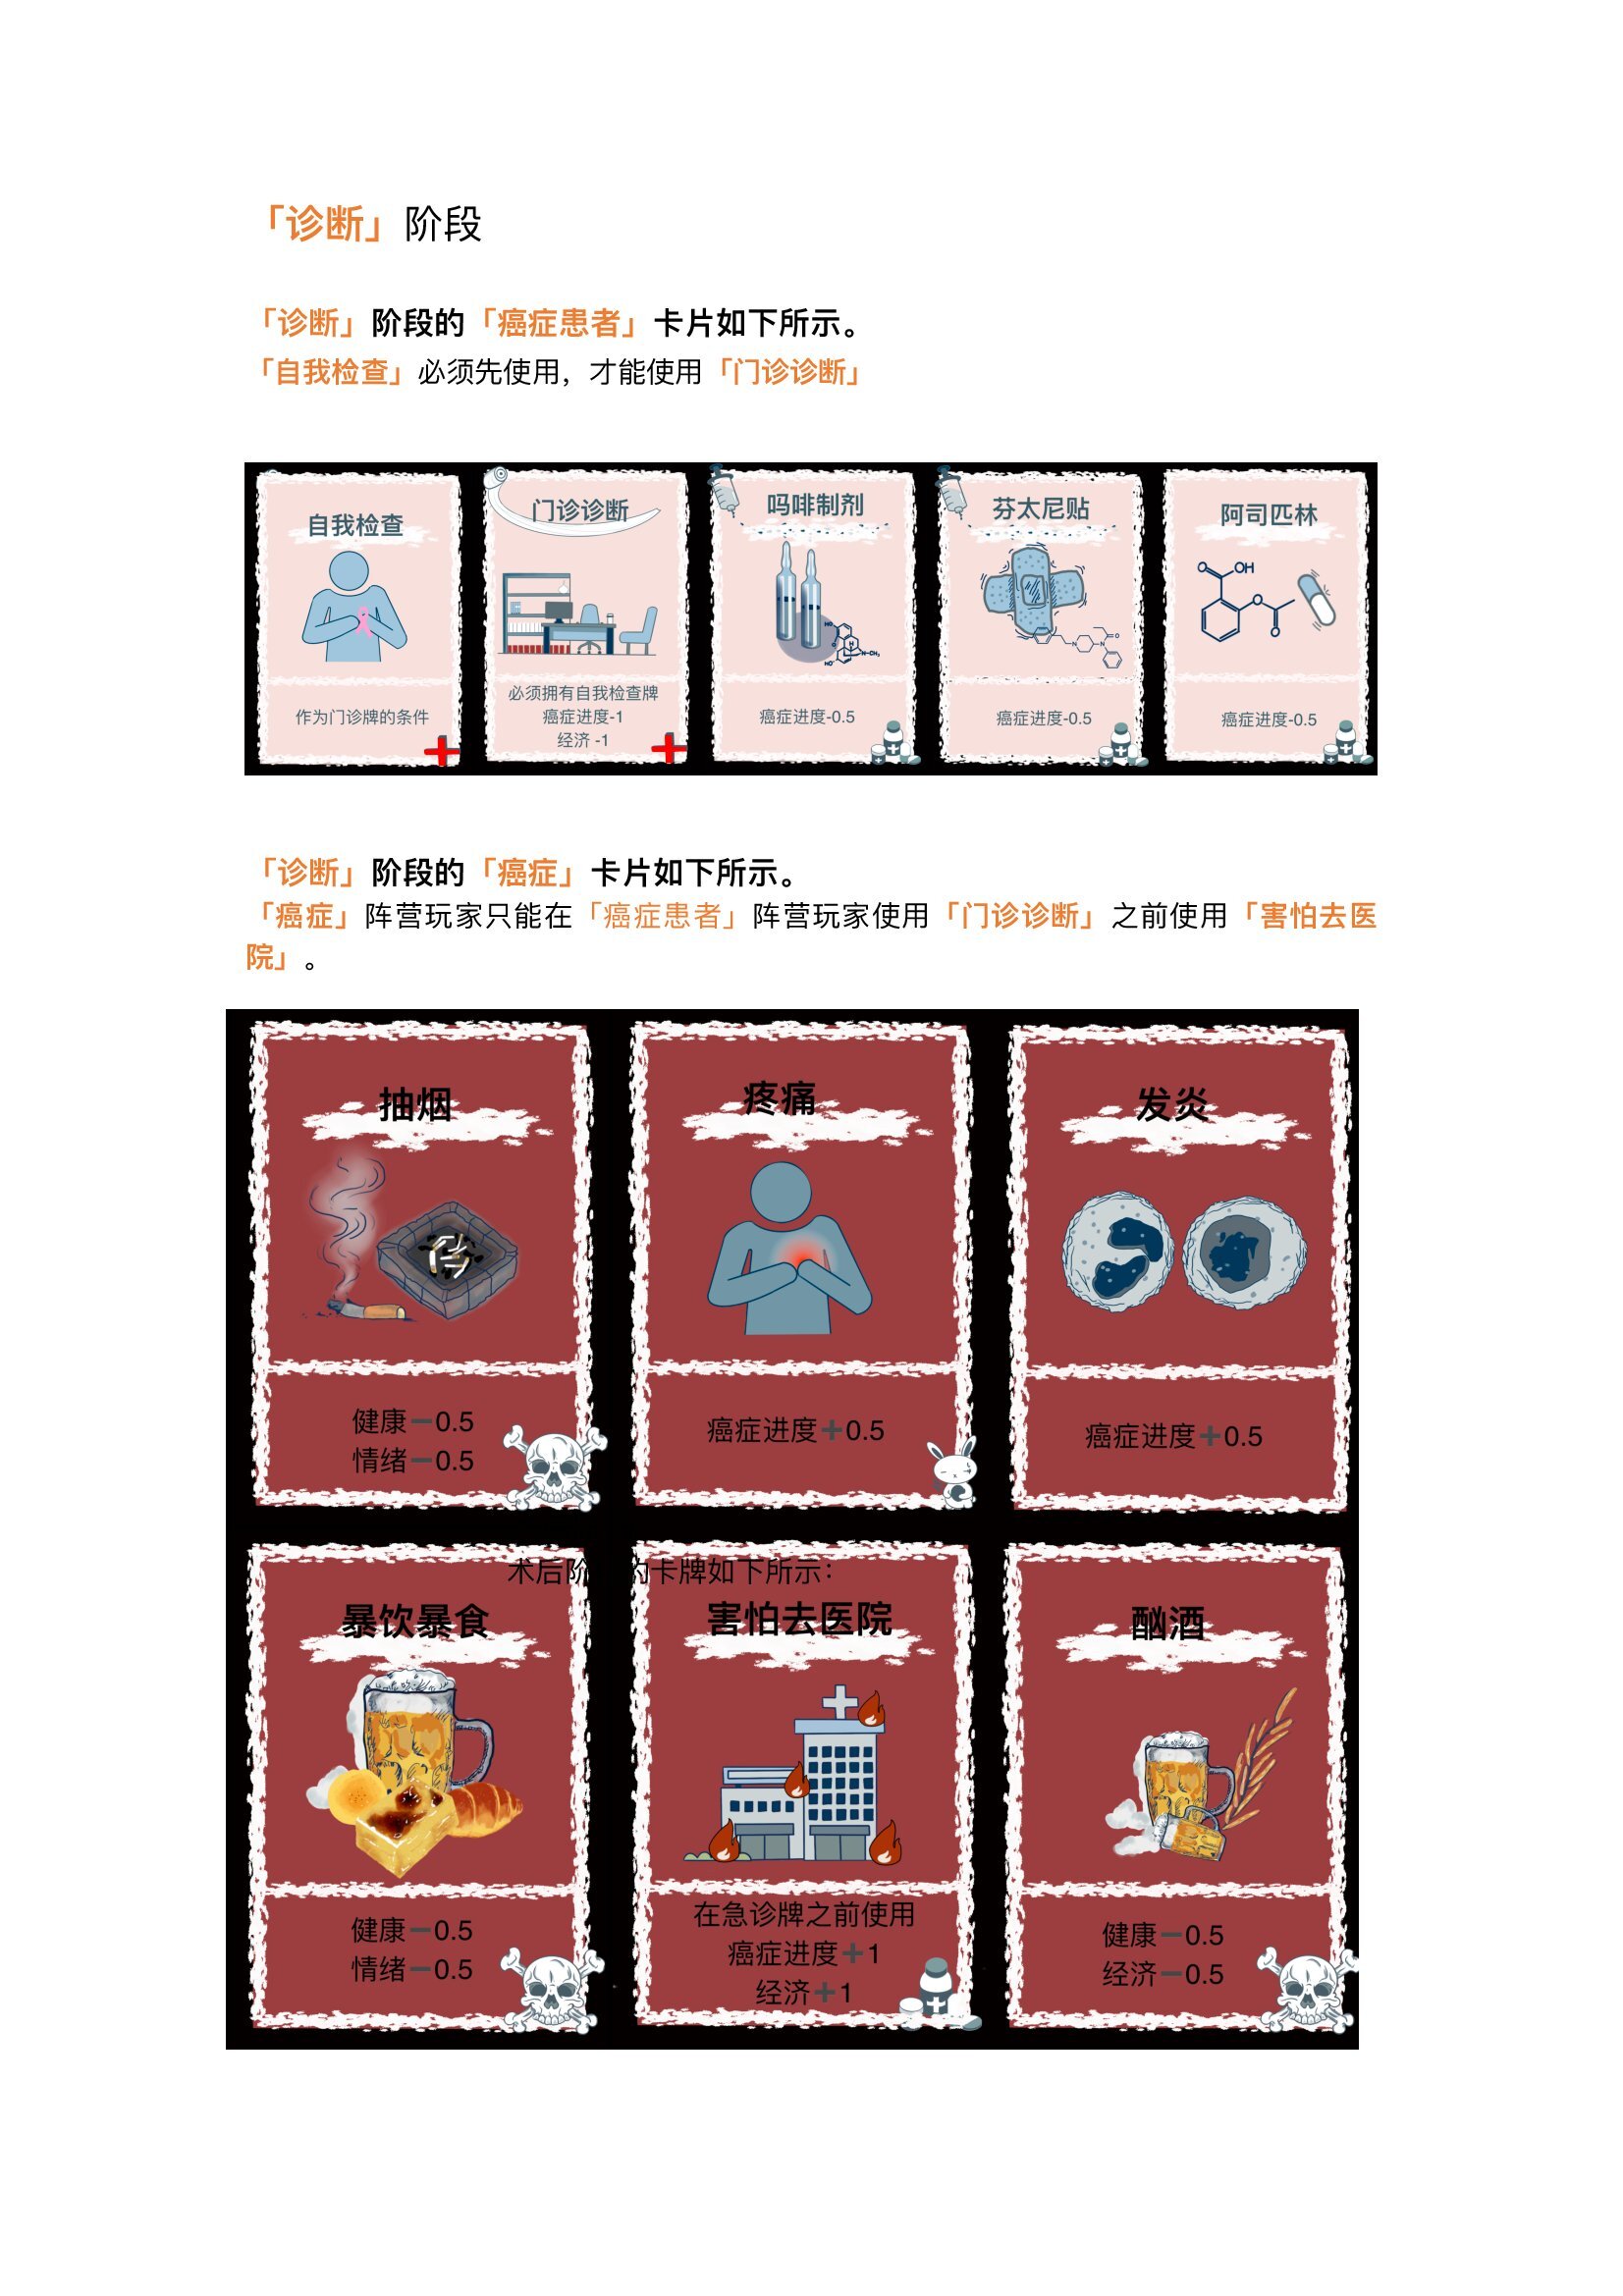 「诊断」阶段
「诊断」阶段的「癌症患者」卡片如下所示。
「自我检查」必须先使用，才能使用「门诊诊断」
自我检查
作为门诊牌的条件
门诊诊断
必须拥有自我检查牌
癌症进度-1
经济 -1
吗啡制剂
HO
HO
H
N-CH₃
癌症进度-0.5
芬太尼贴
N
N
O
癌症进度-0.5
阿司匹林
O
OH
O
O
癌症进度-0.5
「诊断」阶段的「癌症」卡片如下所示。
「癌症」阵营玩家只能在「癌症患者」阵营玩家使用「门诊诊断」之前使用「害怕去医
院」。
抽烟
健康－0.5
情绪－0.5
疼痛
癌症进度＋0.5
发炎
癌症进度＋0.5
术后阶 的卡牌如下所示：
暴饮暴食
健康－0.5
情绪－0.5
害怕去医院
在急诊牌之前使用
癌症进度＋1
经济＋1
酗酒
健康－0.5
经济－0.5